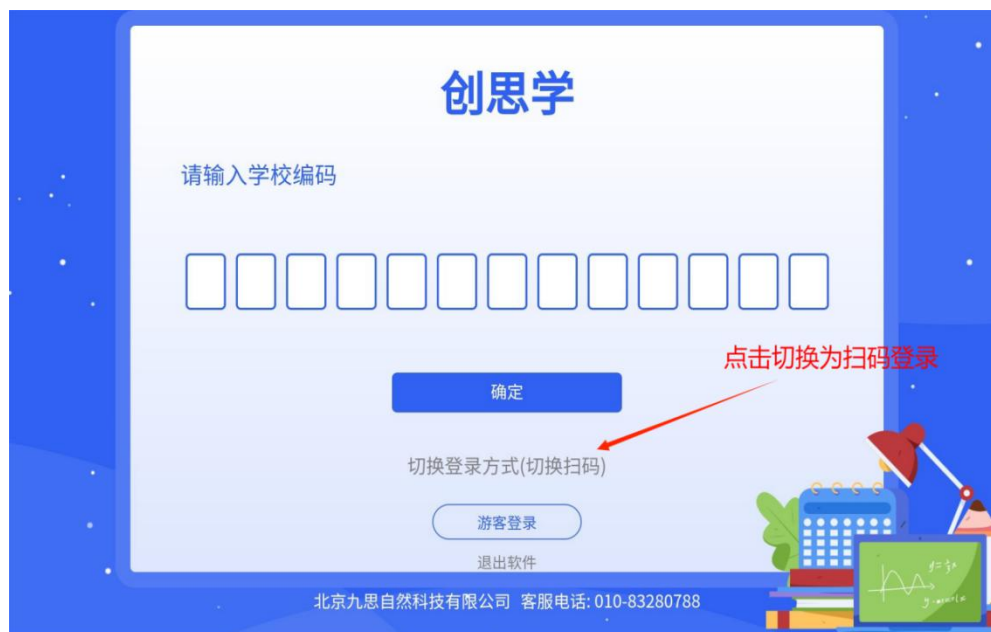 创思学
请输入学校编码
点击切换为扫码登录
确定
切换登录方式(切换扫码)
游客登录
退出软件
北京九思自然科技有限公司 客服电话: 010-83280788